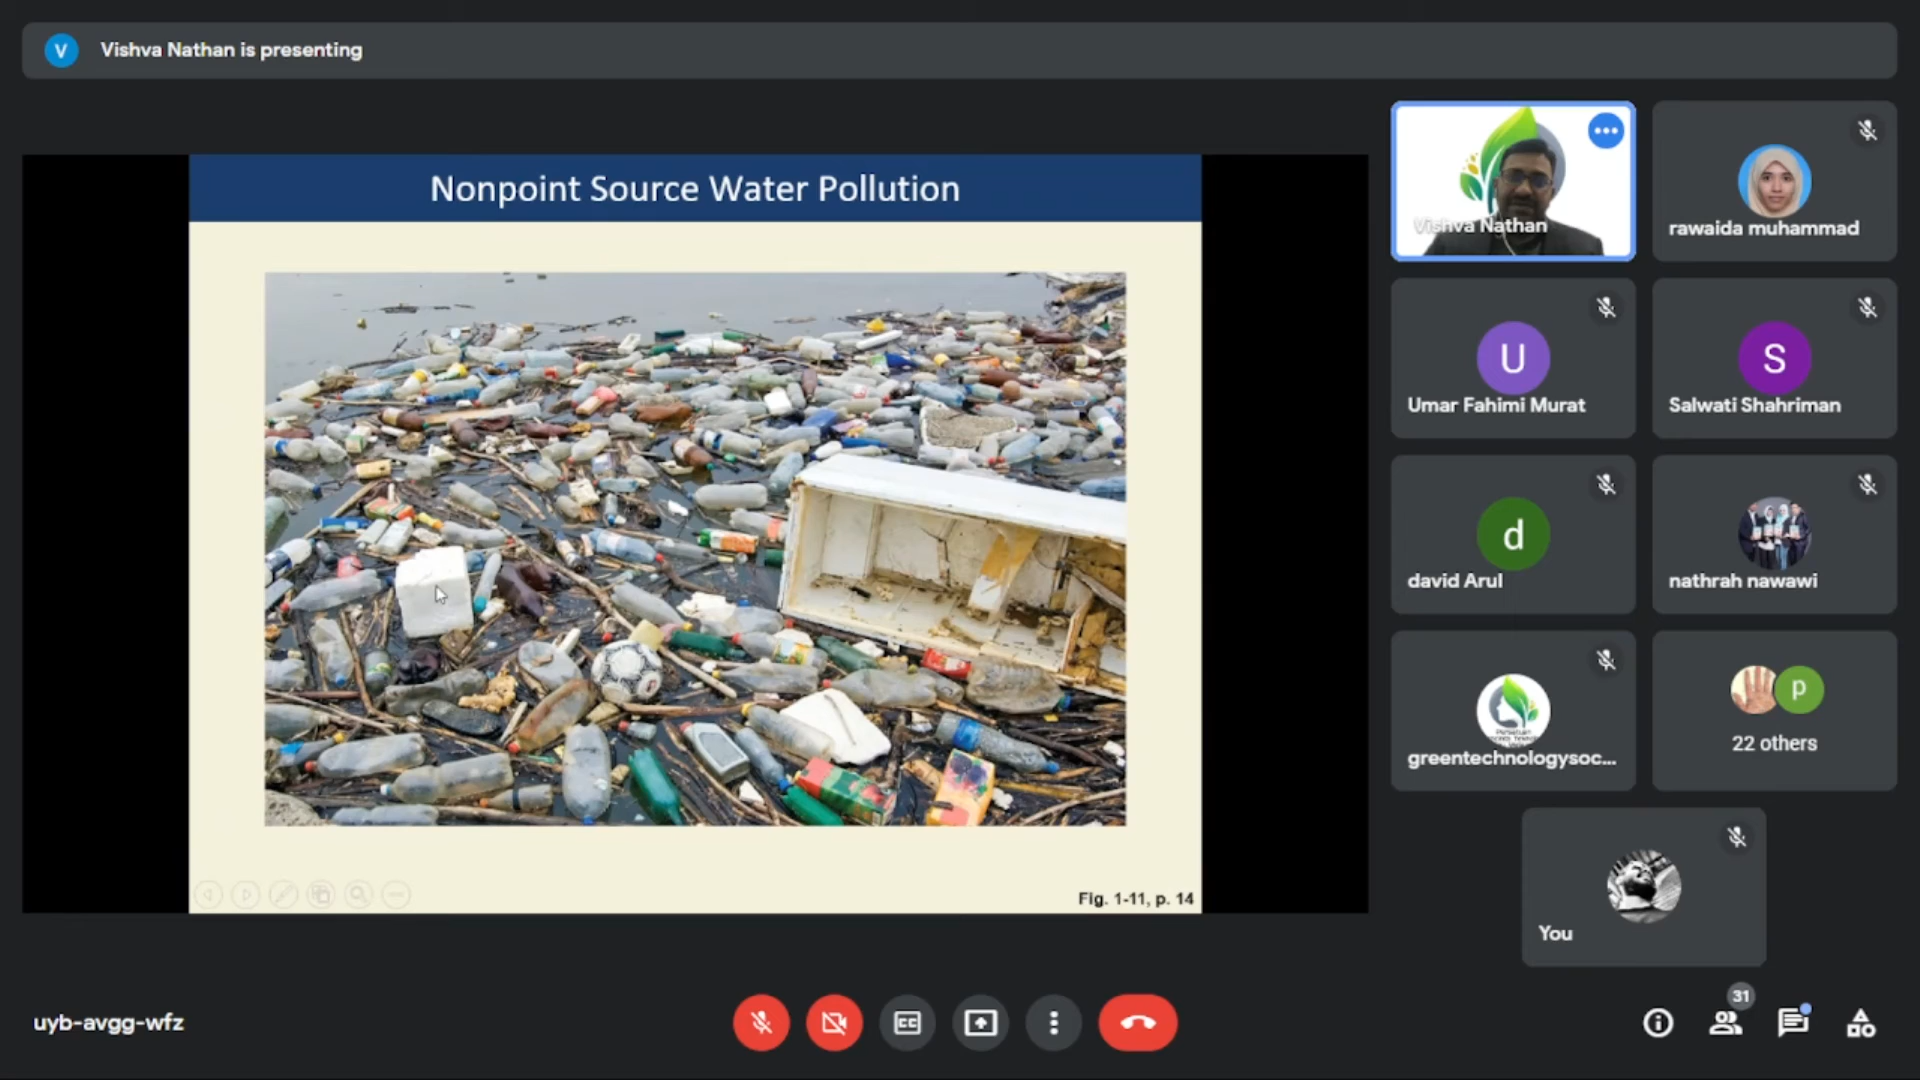 V
Vishva Nathan is presenting
Nonpoint Source Water Pollution
Fig. 1-11, p. 14
Vishva Nathan
rawaida muhammad
U
Umar Fahimi Murat
S
Salwati Shahriman
d
david Arul
nathrah nawawi
greentechnologysoc...
p
22 others
You
uyb-avgg-wfz
CC
31